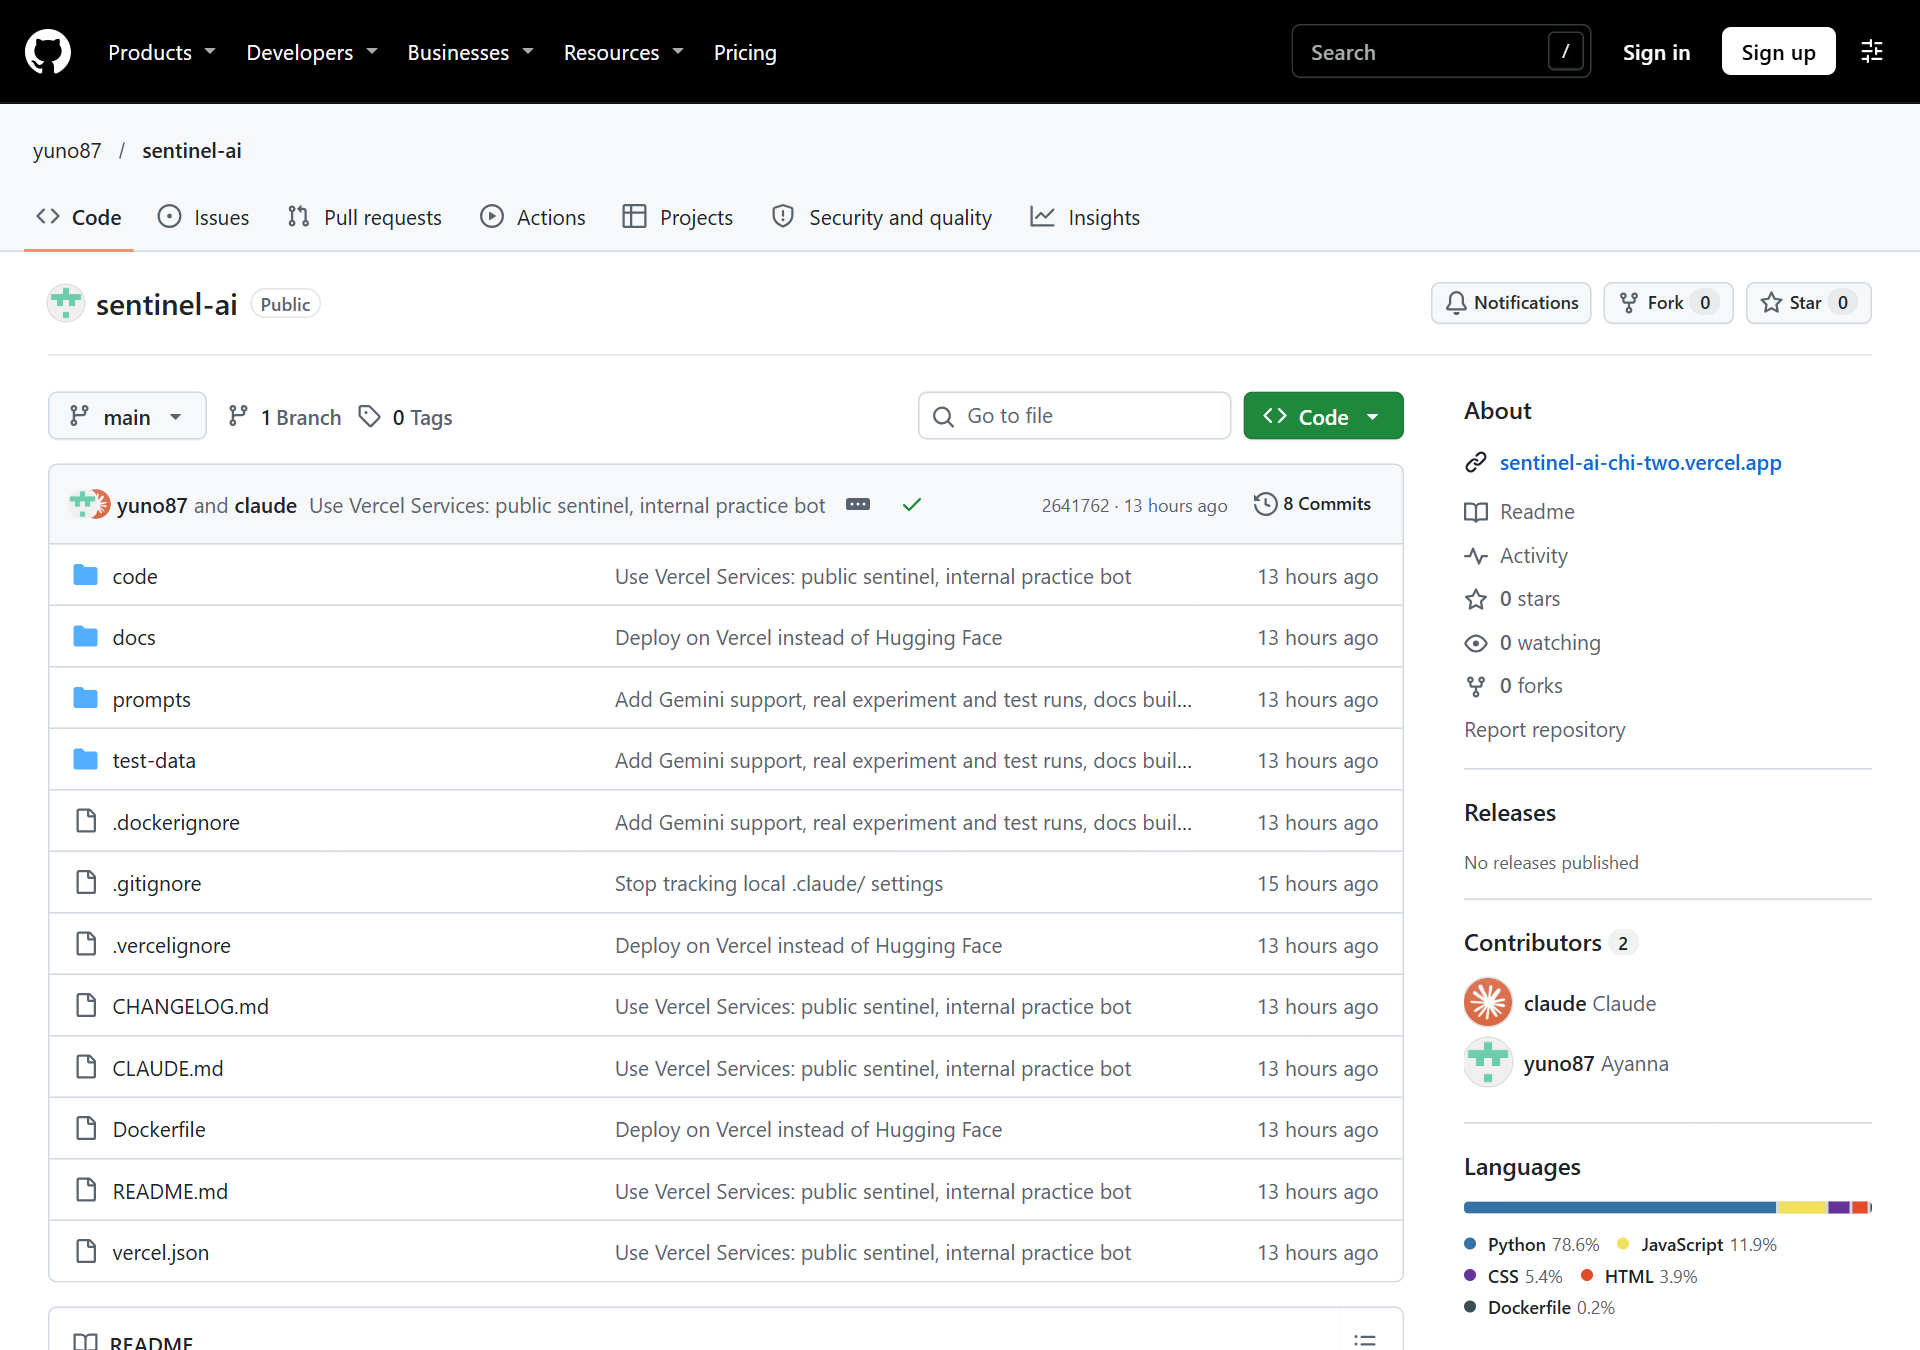 Products Developers Businesses Resources Pricing Search / Sign in Sign up
yuno87 / sentinel-ai
Code Issues Pull requests Actions Projects Security and quality Insights
sentinel-ai Public Notifications Fork 0 Star 0
main 1 Branch 0 Tags Go to file Code
yuno87 and claude Use Vercel Services: public sentinel, internal practice bot 2641762 · 13 hours ago 8 Commits
code Use Vercel Services: public sentinel, internal practice bot 13 hours ago
docs Deploy on Vercel instead of Hugging Face 13 hours ago
prompts Add Gemini support, real experiment and test runs, docs buil... 13 hours ago
test-data Add Gemini support, real experiment and test runs, docs buil... 13 hours ago
.dockerignore Add Gemini support, real experiment and test runs, docs buil... 13 hours ago
.gitignore Stop tracking local .claude/ settings 15 hours ago
.vercelignore Deploy on Vercel instead of Hugging Face 13 hours ago
CHANGELOG.md Use Vercel Services: public sentinel, internal practice bot 13 hours ago
CLAUDE.md Use Vercel Services: public sentinel, internal practice bot 13 hours ago
Dockerfile Deploy on Vercel instead of Hugging Face 13 hours ago
README.md Use Vercel Services: public sentinel, internal practice bot 13 hours ago
vercel.json Use Vercel Services: public sentinel, internal practice bot 13 hours ago
README
About
sentinel-ai-chi-two.vercel.app
Readme
Activity
0 stars
0 watching
0 forks
Report repository
Releases
No releases published
Contributors 2
claude Claude
yuno87 Ayanna
Languages
Python 78.6% JavaScript 11.9%
CSS 5.4% HTML 3.9%
Dockerfile 0.2%